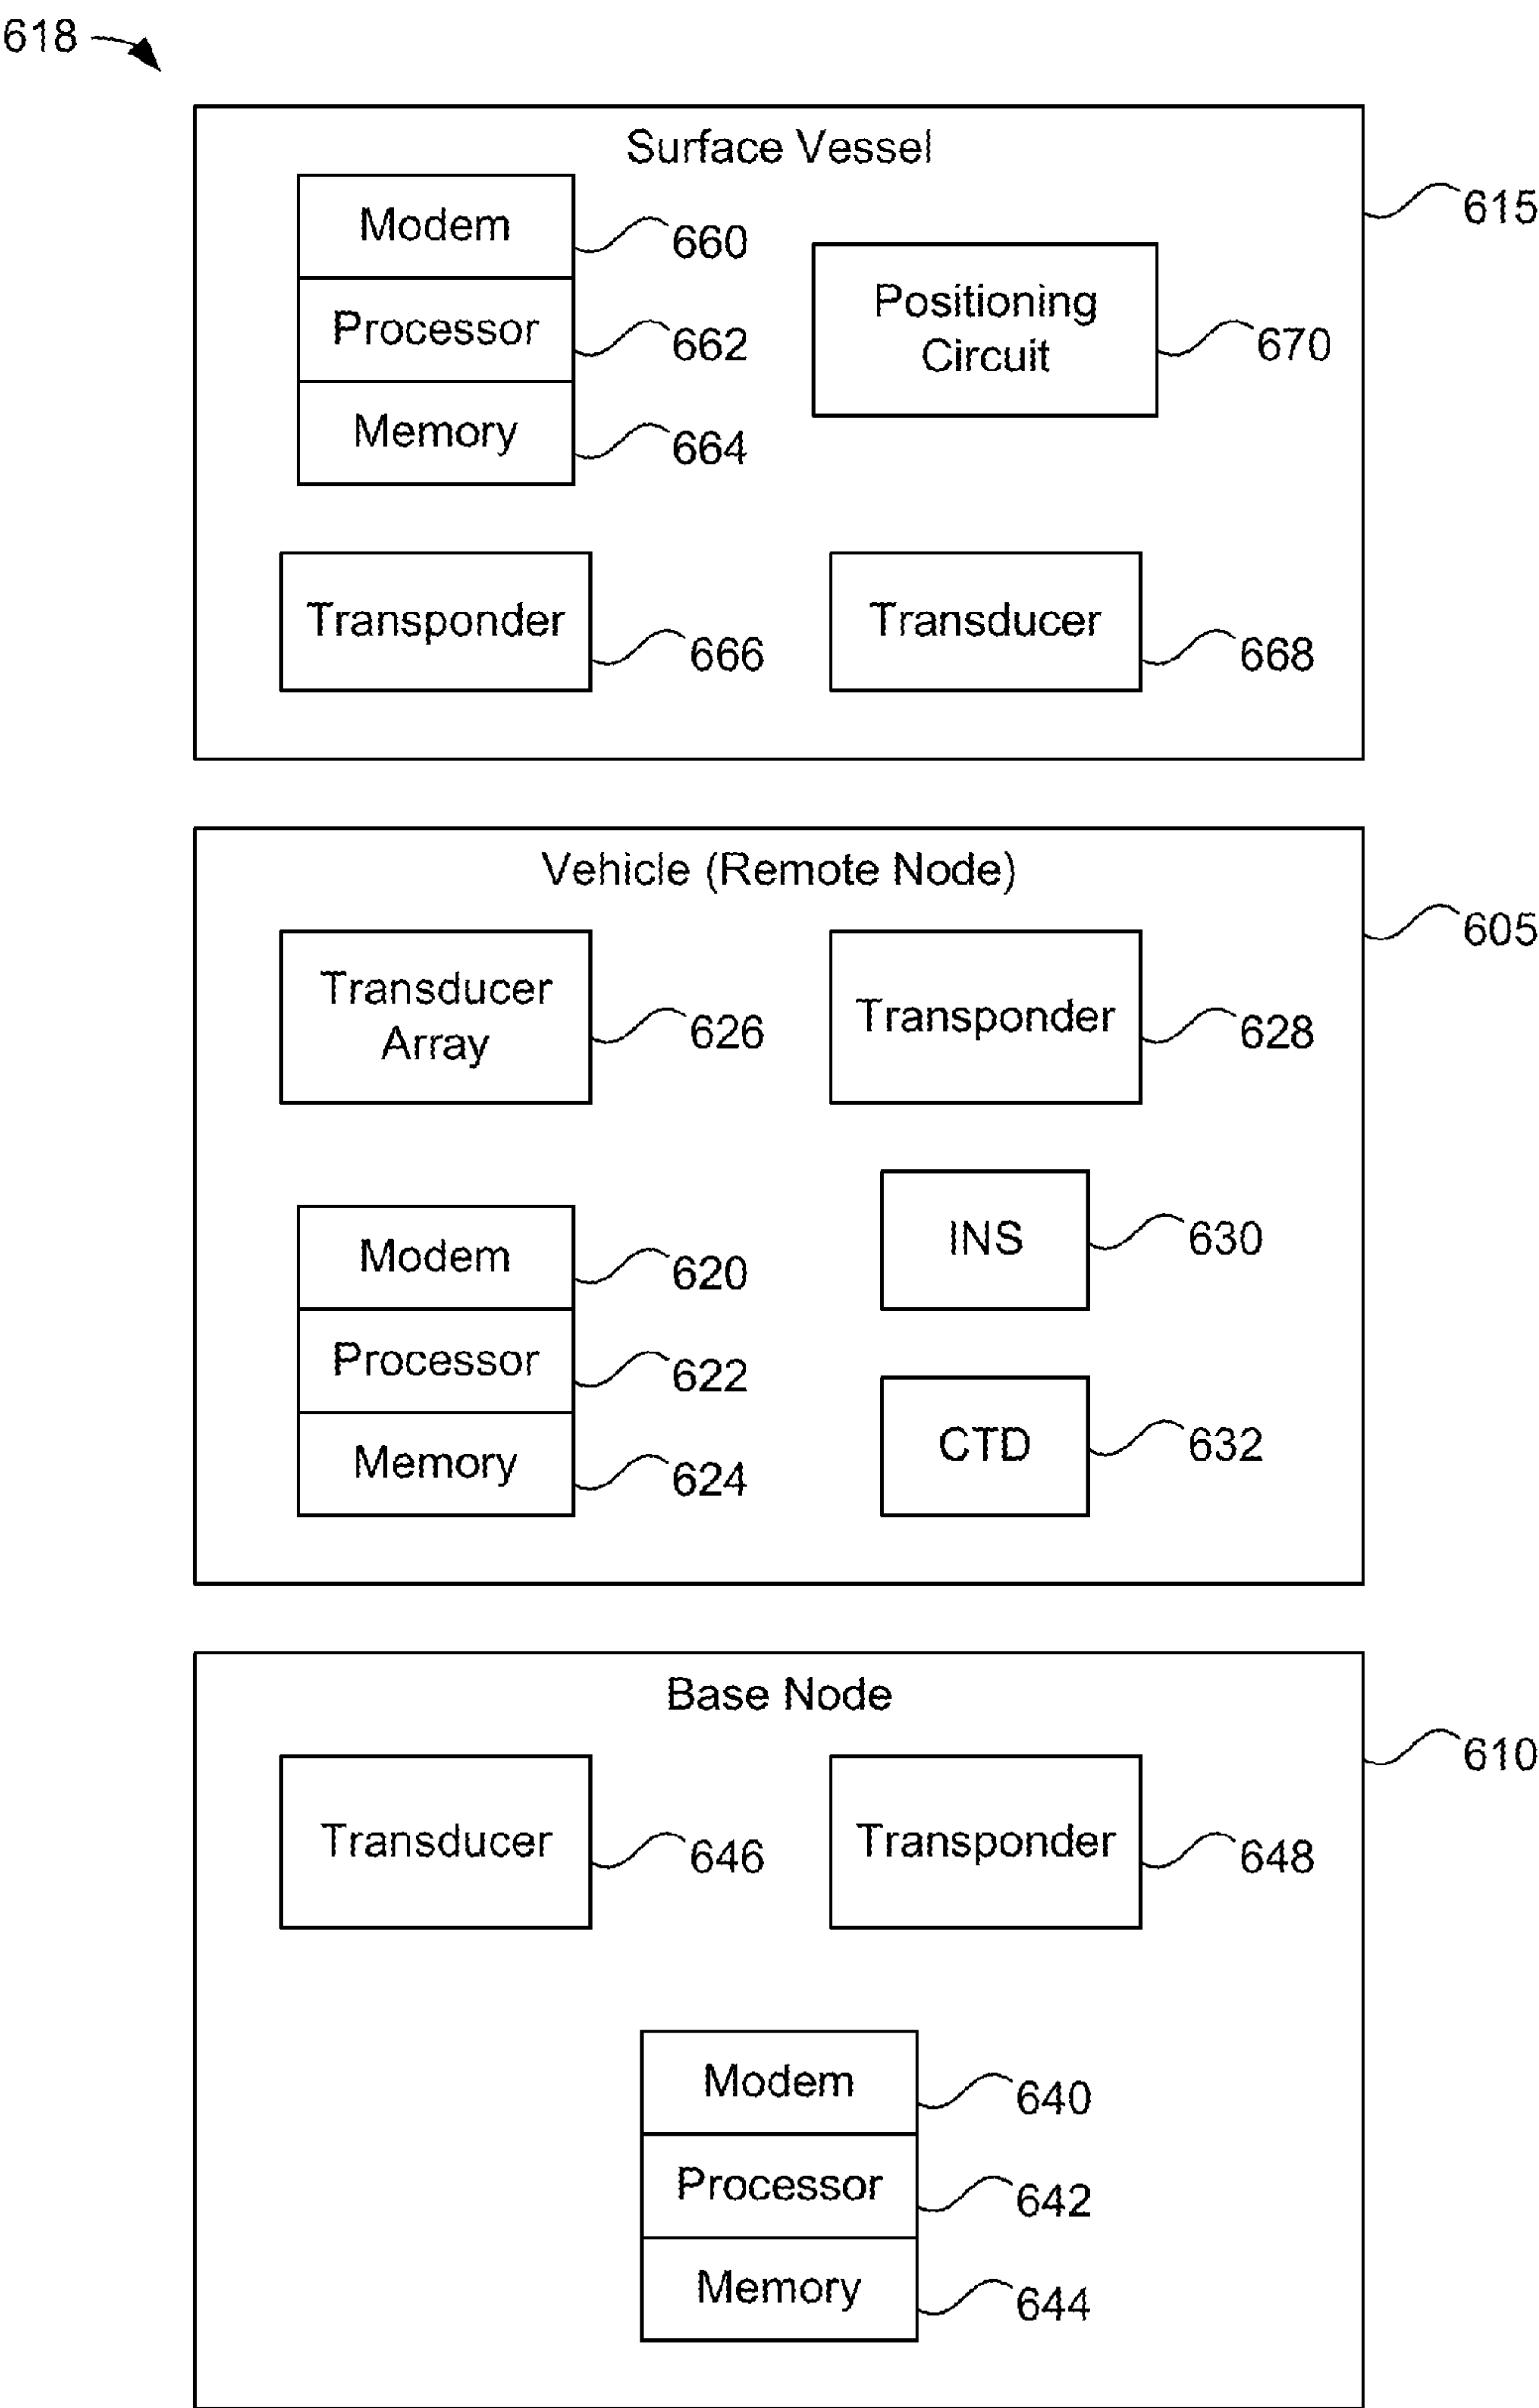 618
Surface Vessel
615
Modem
660
Processor
662
Memory
664
Positioning
Circuit
670
Transponder
666
Transducer
668
Vehicle (Remote Node)
605
Transducer
Array
626
Transponder
628
Modem
620
Processor
622
Memory
624
INS
630
CTD
632
Base Node
610
Transducer
646
Transponder
648
Modem
640
Processor
642
Memory
644